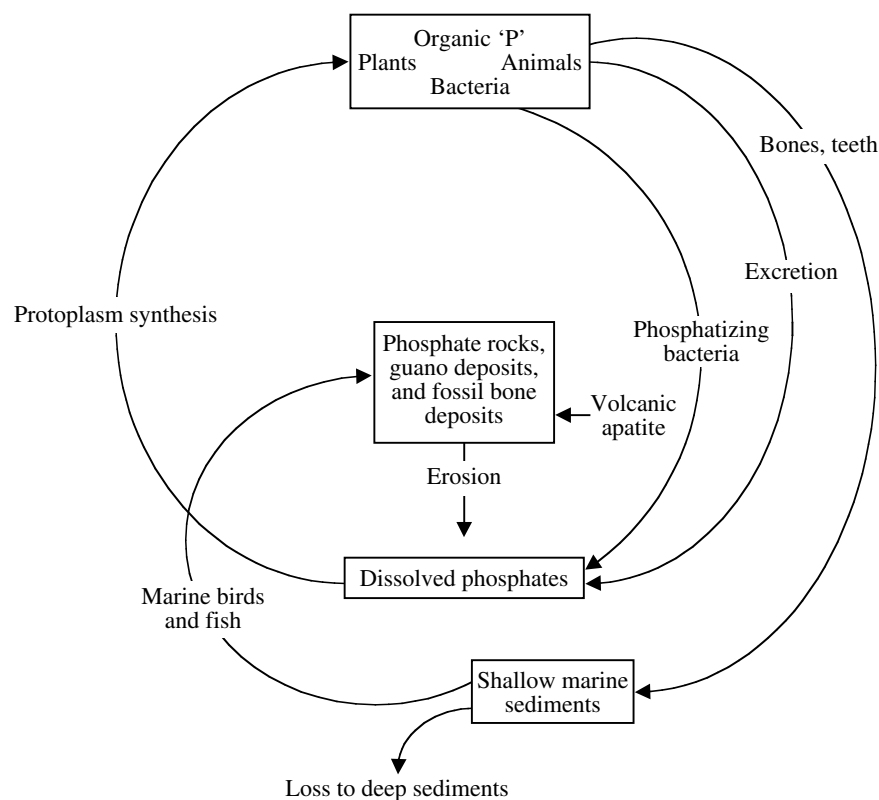 Organic ‘P’
Plants Animals
Bacteria
Bones, teeth
Excretion
Protoplasm synthesis
Phosphatizing
bacteria
Phosphate rocks,
guano deposits,
and fossil bone
deposits
Volcanic
apatite
Erosion
Dissolved phosphates
Marine birds
and fish
Shallow marine
sediments
Loss to deep sediments